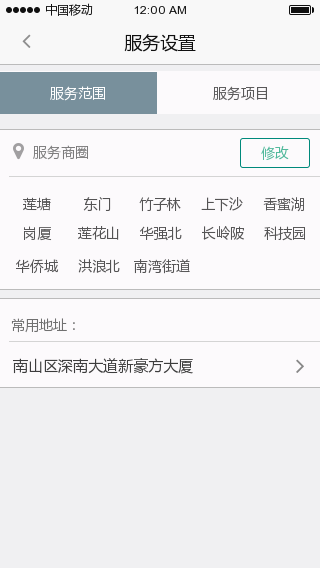 中国移动 12:00 AM
服务设置
服务范围 服务项目
服务商圈 修改
莲塘 东门 竹子林 上下沙 香蜜湖
岗厦 莲花山 华强北 长岭陂 科技园
华侨城 洪浪北 南湾街道
常用地址：
南山区深南大道新豪方大厦